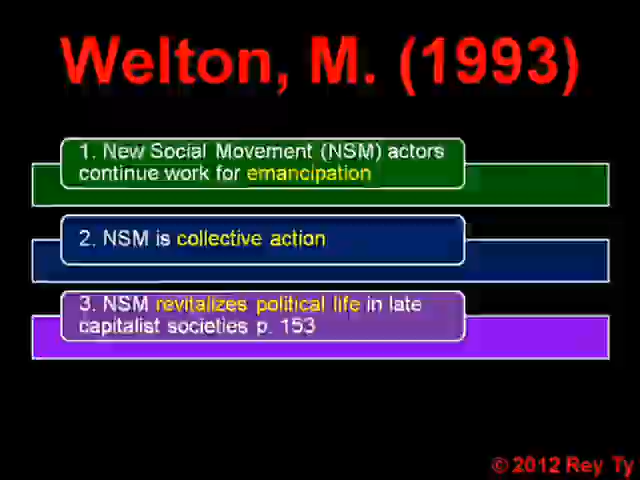 Welton, M. (1993)
1. New Social Movement (NSM) actors
continue work for emancipation
2. NSM is collective action
3. NSM revitalizes political life in late
capitalist societies p. 153
© 2012 Rey Ty